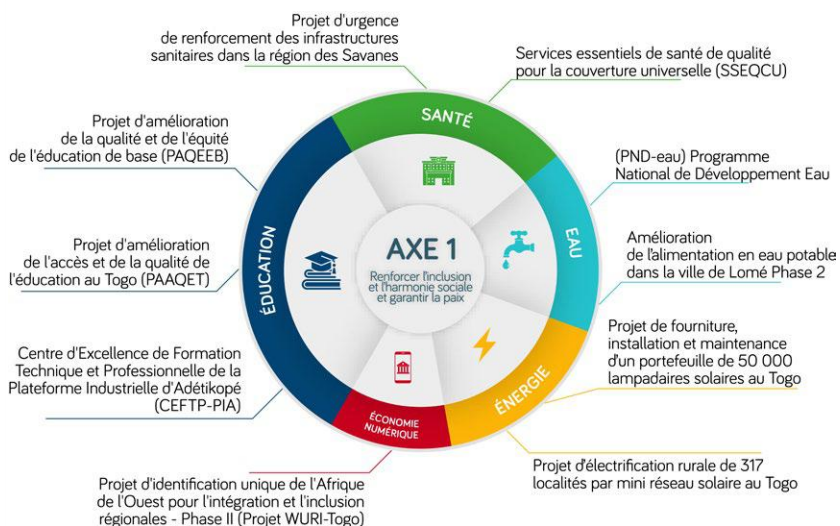 Projet d'urgence
de renforcement des infrastructures
sanitaires dans la région des Savanes
Services essentiels de santé de qualité
pour la couverture universelle (SSEQCU)
SANTÉ
Projet d'amélioration
de la qualité et de l'équité
de l'éducation de base (PAQEEB)
(PND-eau) Programme
National de Développement Eau
EAU
ÉDUCATION
AXE 1
Renforcer l'inclusion
et l'harmonie sociale
et garantir la paix
Projet d'amélioration
de l'accès et de la qualité de
l'éducation au Togo (PAAQET)
Amélioration
de l'alimentation en eau potable
dans la ville de Lomé Phase 2
Projet de fourniture,
installation et maintenance
d'un portefeuille de 50 000
lampadaires solaires au Togo
Centre d'Excellence de Formation
Technique et Professionnelle de la
Plateforme Industrielle d'Adétikopé
(CEFTP-PIA)
ÉNERGIE
ÉCONOMIE
NUMÉRIQUE
Projet d'électrification rurale de 317
localités par mini réseau solaire au Togo
Projet d'identification unique de l'Afrique
de l'Ouest pour l'intégration et l'inclusion
régionales - Phase II (Projet WURI-Togo)